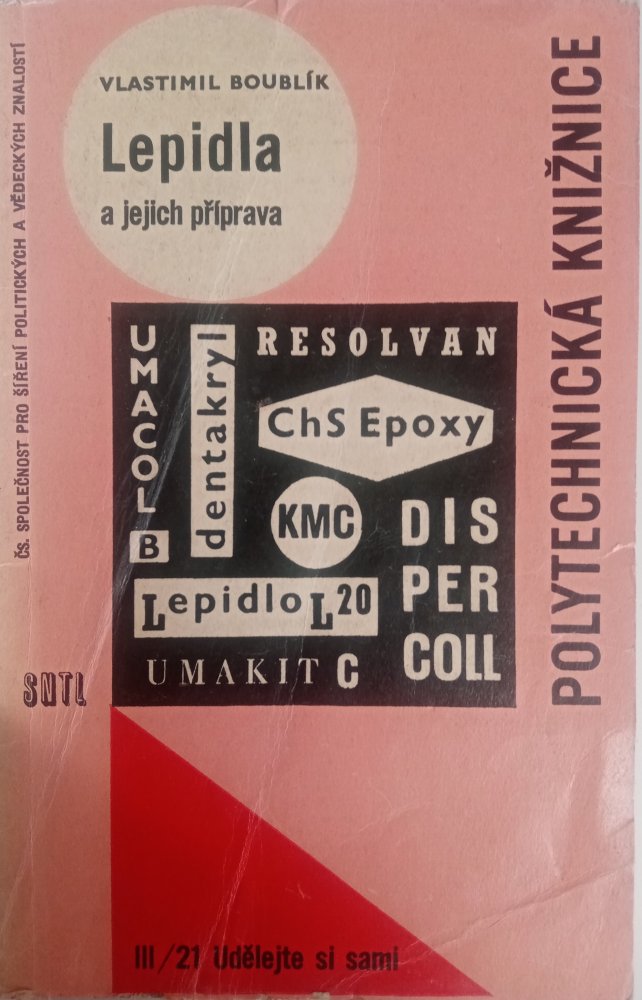 VLASTIMIL BOUBLÍK
Lepidla
a jejich příprava
ČS. SPOLEČNOST PRO ŠÍŘENÍ POLITICKÝCH A VĚDECKÝCH ZNALOSTÍ
POLYTECHNICKÁ KNIŽNICE
UMACOL B
dentakryl
RESOLVAN
ChS Epoxy
KMC
DIS
PER
COLL
Lepidlo L20
UMAKIT C
SNTL
III/21 Udělejte si sami